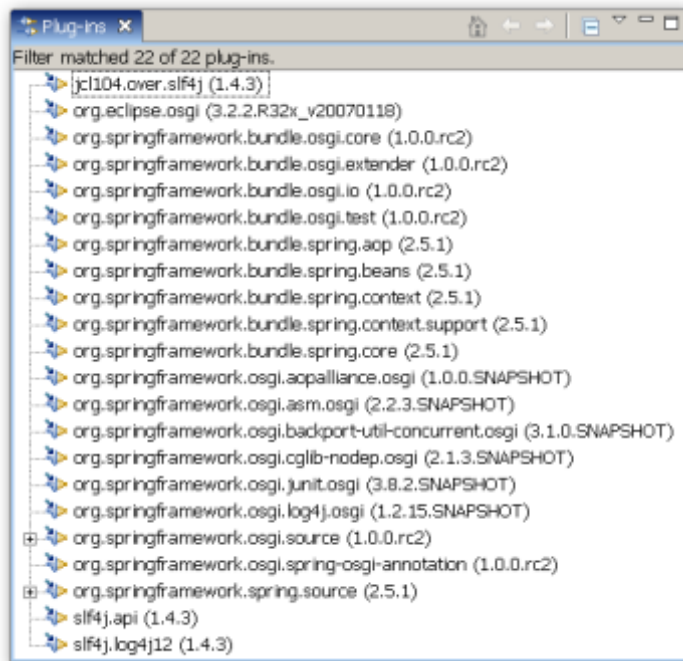 Plug-ins
Filter matched 22 of 22 plug-ins.
jcl104.over.slf4j (1.4.3)
org.eclipse.osgi (3.2.2.R32x_v20070118)
org.springframework.bundle.osgi.core (1.0.0.rc2)
org.springframework.bundle.osgi.extender (1.0.0.rc2)
org.springframework.bundle.osgi.io (1.0.0.rc2)
org.springframework.bundle.osgi.test (1.0.0.rc2)
org.springframework.bundle.spring.aop (2.5.1)
org.springframework.bundle.spring.beans (2.5.1)
org.springframework.bundle.spring.context (2.5.1)
org.springframework.bundle.spring.context.support (2.5.1)
org.springframework.bundle.spring.core (2.5.1)
org.springframework.osgi.aopalliance.osgi (1.0.0.SNAPSHOT)
org.springframework.osgi.asm.osgi (2.2.3.SNAPSHOT)
org.springframework.osgi.backport-util-concurrent.osgi (3.1.0.SNAPSHOT)
org.springframework.osgi.cglib-nodep.osgi (2.1.3.SNAPSHOT)
org.springframework.osgi.junit.osgi (3.8.2.SNAPSHOT)
org.springframework.osgi.log4j.osgi (1.2.15.SNAPSHOT)
org.springframework.osgi.source (1.0.0.rc2)
org.springframework.osgi.spring-osgi-annotation (1.0.0.rc2)
org.springframework.spring.source (2.5.1)
slf4j.api (1.4.3)
slf4j.log4j12 (1.4.3)